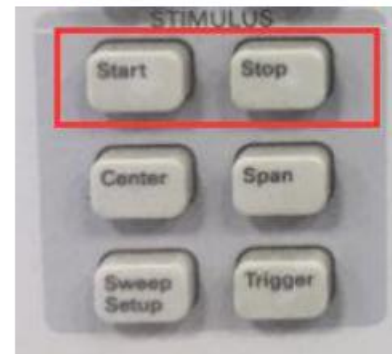 STIMULUS
Start
Stop
Center
Span
Sweep
Setup
Trigger